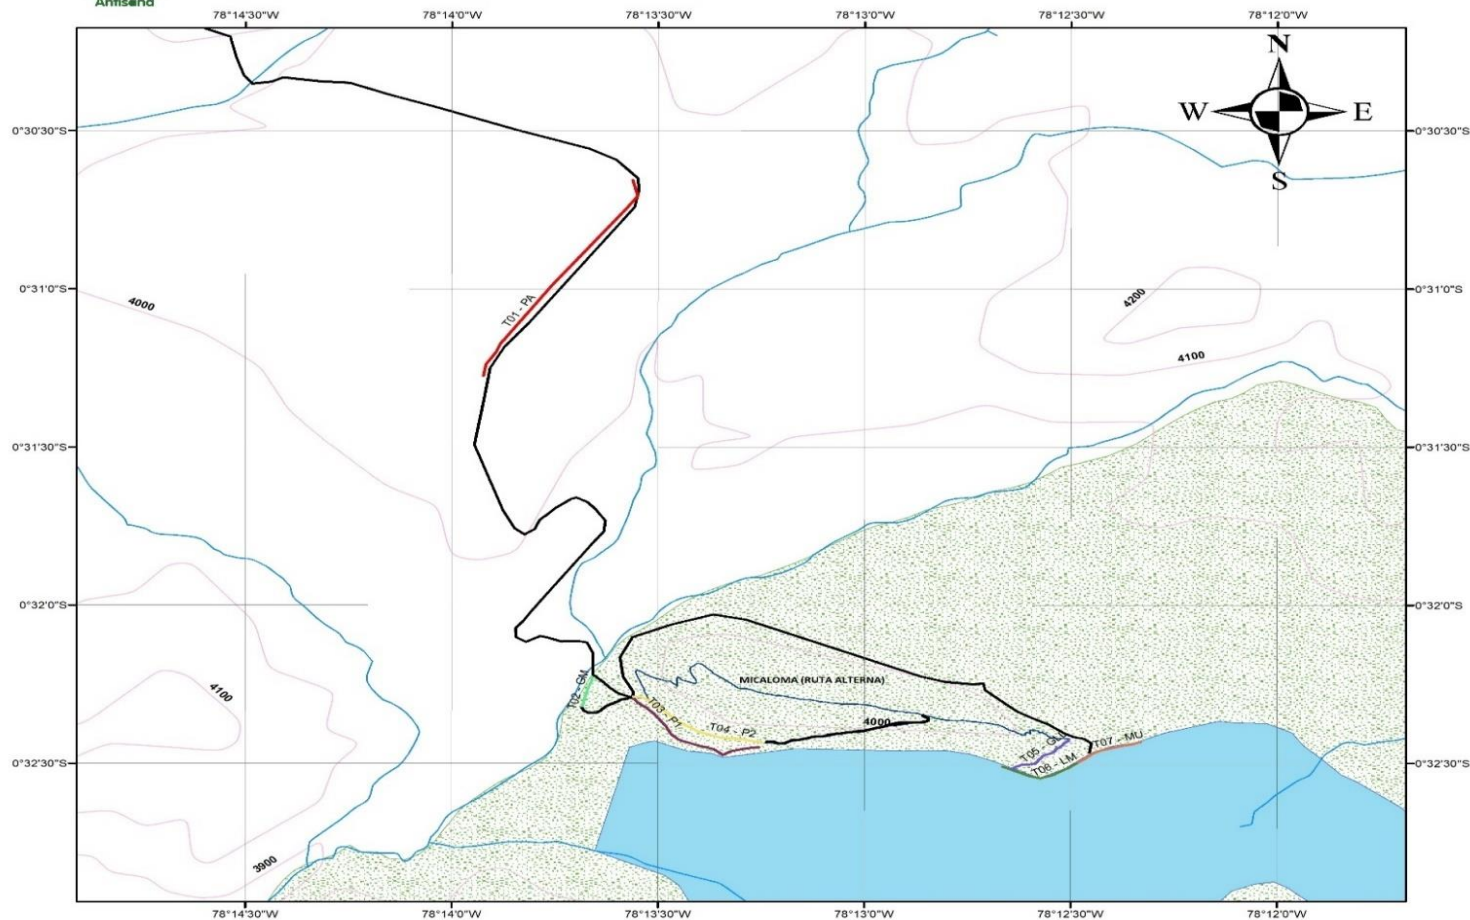 Antisana
78°14'30"W 78°14'0"W 78°13'30"W 78°13'0"W 78°12'30"W 78°12'0"W
N
W E
S
0°30'30"S 0°30'30"S
0°31'0"S 0°31'0"S
4000
T01 - PA
4200
4100
0°31'30"S 0°31'30"S
0°32'0"S 0°32'0"S
4100
T02 - GM
MICALOMA (RUTA ALTERNA)
T03 - P1
T04 - P2
4000
T05 - GL
T06 - LM
T07 - MU
0°32'30"S 0°32'30"S
3900
78°14'30"W 78°14'0"W 78°13'30"W 78°13'0"W 78°12'30"W 78°12'0"W